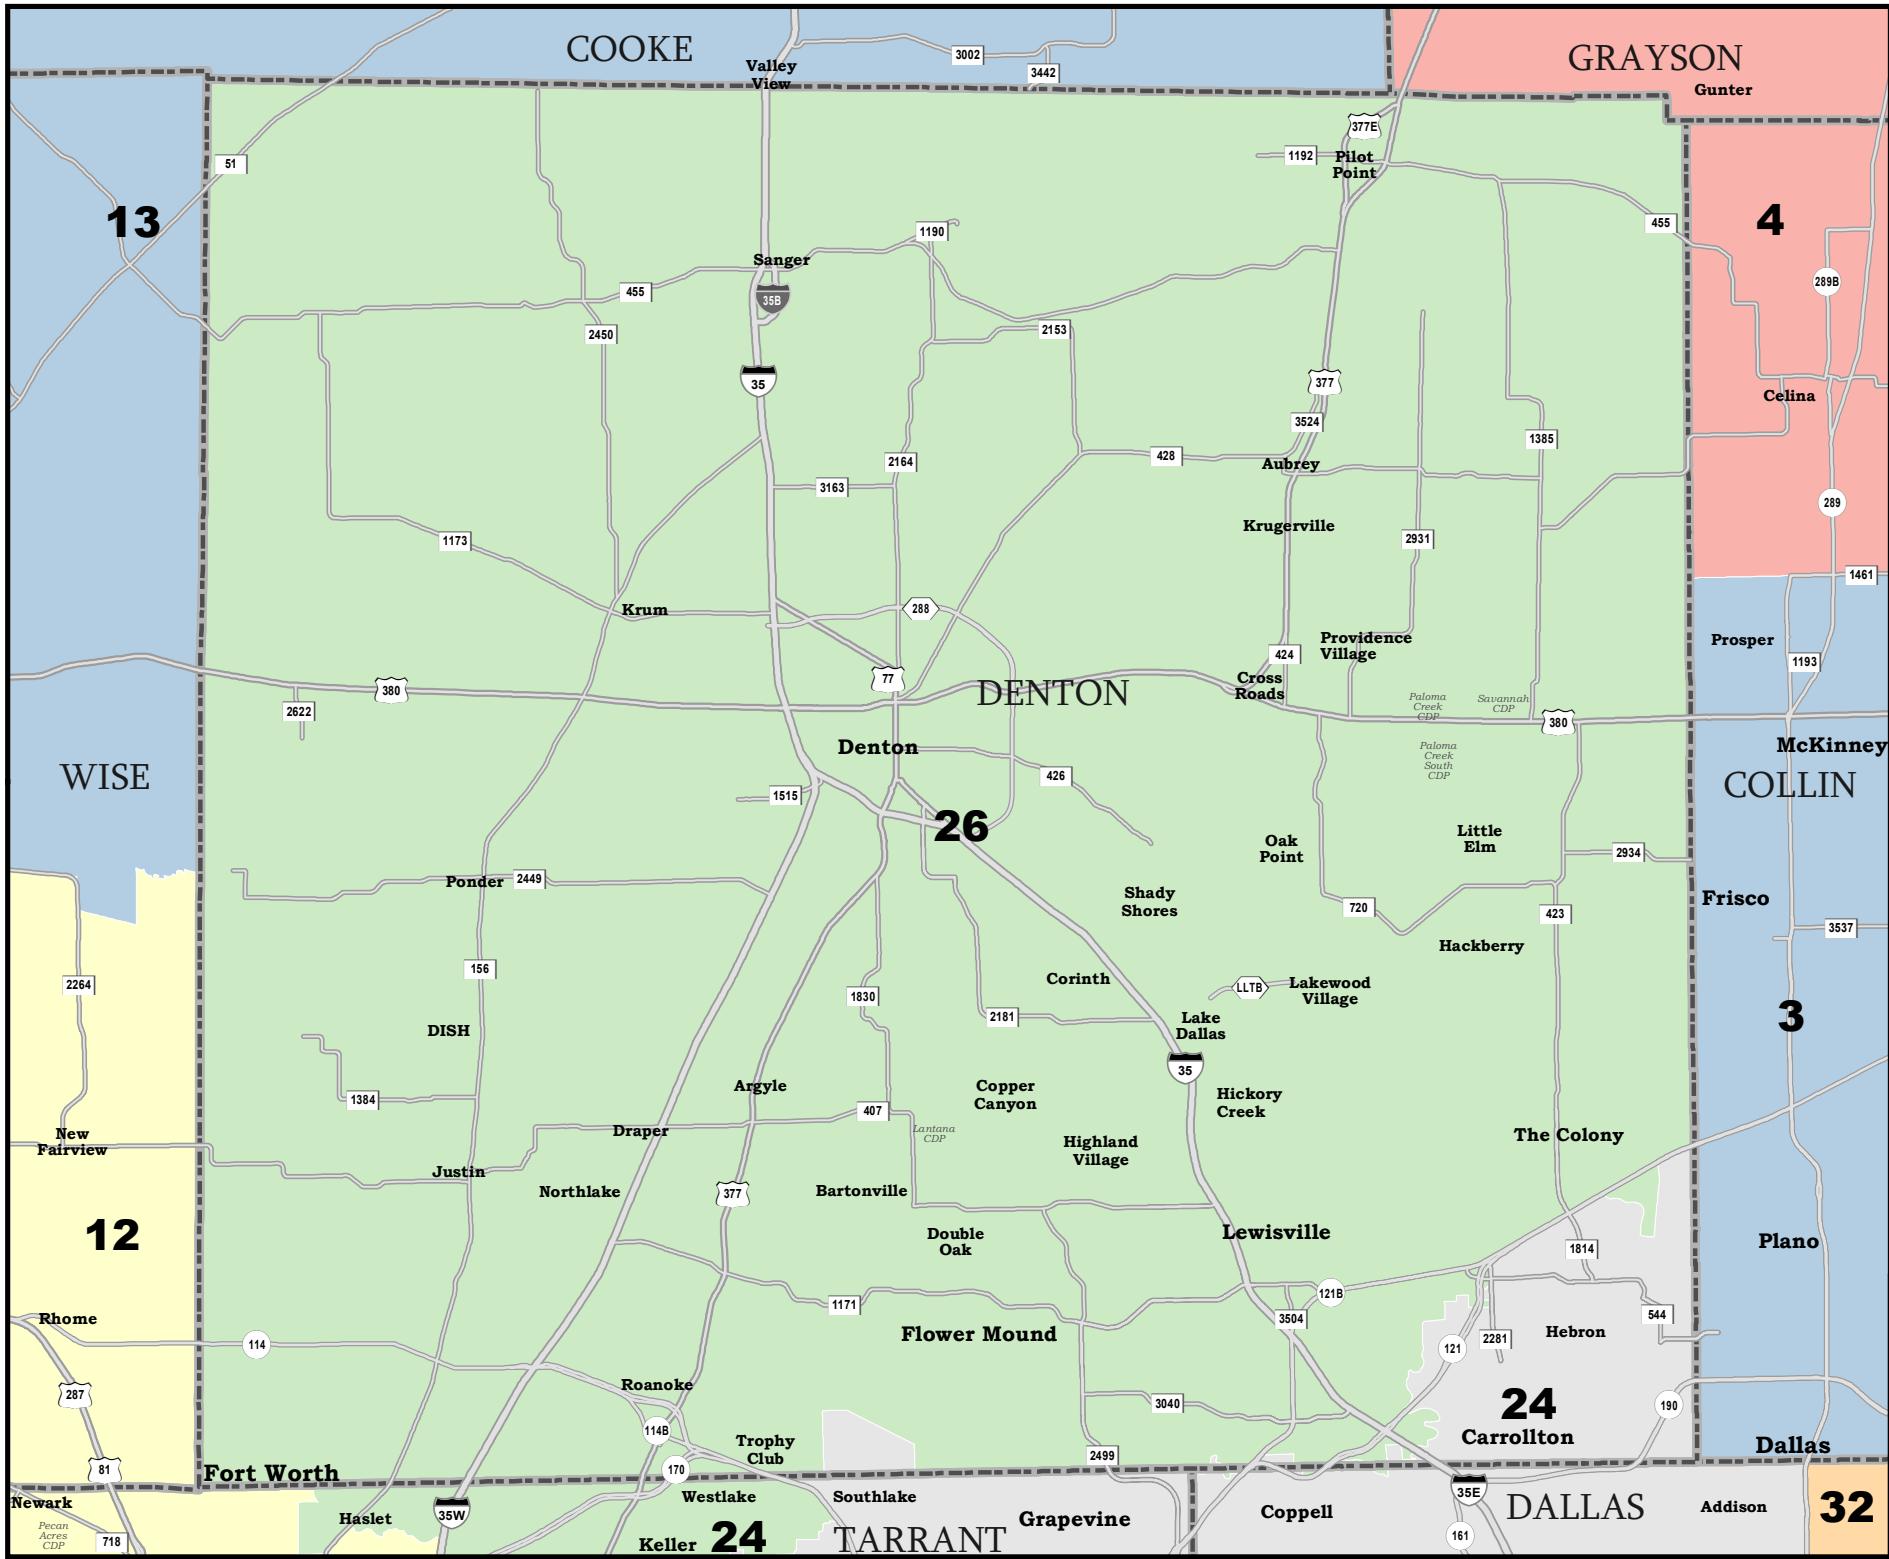 COOKE
GRAYSON
3002
Valley
View
3442
Gunter
377E
1192
Pilot
Point
51
13
4
455
1190
Sanger
289B
35B
455
2450
2153
35
377
Celina
3524
1385
2164
428
Aubrey
3163
289
Krugerville
1173
2931
1461
Krum
288
Providence
Village
Prosper
424
1193
77
Cross
Roads
380
DENTON
Paloma
Creek
CDP
Savannah
CDP
2622
380
Denton
McKinney
Paloma
Creek
South
CDP
WISE
426
COLLIN
1515
26
Oak
Point
Little
Elm
2934
Ponder
2449
Shady
Shores
Frisco
720
423
3537
Hackberry
156
2264
Corinth
LLTB
Lakewood
Village
1830
2181
Lake
Dallas
3
DISH
35
Argyle
Copper
Canyon
Hickory
Creek
1384
407
Lantana
CDP
Draper
The Colony
New
Fairview
Highland
Village
Justin
Northlake
377
Bartonville
12
Double
Oak
Lewisville
1814
Plano
121B
1171
3504
544
Rhome
Flower Mound
Hebron
114
121
2281
287
Roanoke
3040
24
190
114B
Carrollton
Trophy
Club
Dallas
2499
81
Fort Worth
170
35E
Newark
Westlake
Southlake
35W
Haslet
Grapevine
Coppell
DALLAS
Addison
32
Pecan
Acres
CDP
718
Keller
24
TARRANT
161